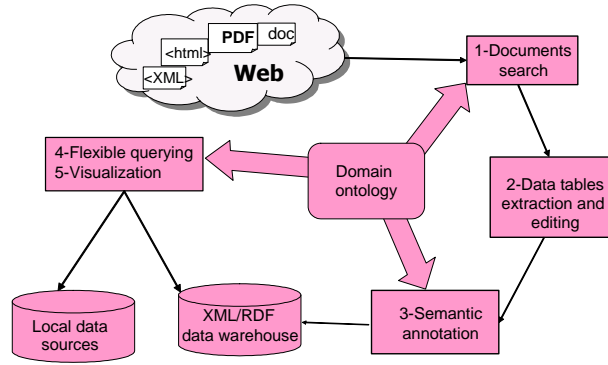 PDF
doc
<html>
<XML>
Web
1-Documents
search
4-Flexible querying
5-Visualization
Domain
ontology
2-Data tables
extraction and
editing
Local data
sources
XML/RDF
data warehouse
3-Semantic
annotation